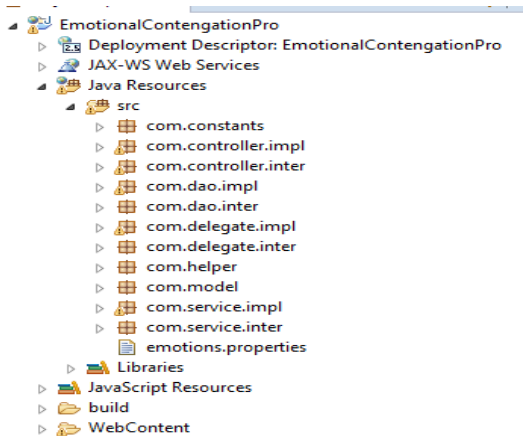 EmotionalContengationPro
Deployment Descriptor: EmotionalContengationPro
JAX-WS Web Services
Java Resources
src
com.constants
com.controller.impl
com.controller.inter
com.dao.impl
com.dao.inter
com.delegate.impl
com.delegate.inter
com.helper
com.model
com.service.impl
com.service.inter
emotions.properties
Libraries
JavaScript Resources
build
WebContent